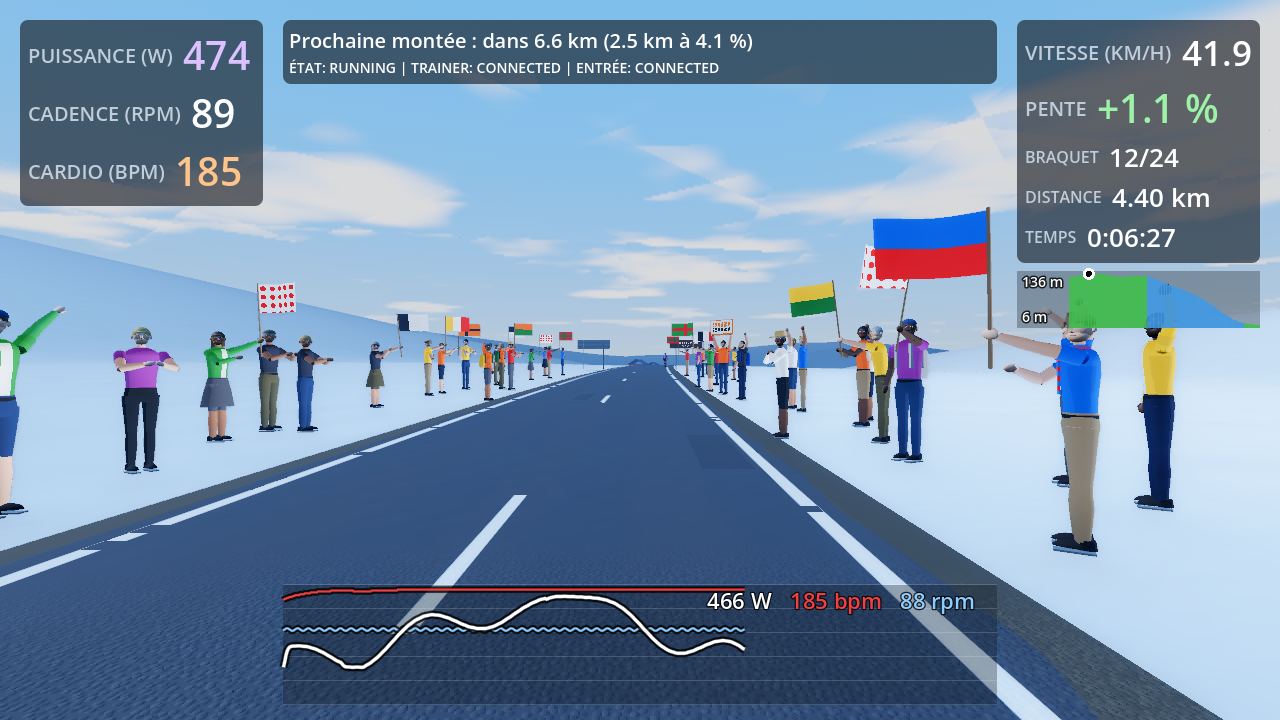 PUISSANCE (W) 474
CADENCE (RPM) 89
CARDIO (BPM) 185
Prochaine montée : dans 6.6 km (2.5 km à 4.1 %)
ÉTAT: RUNNING | TRAINER: CONNECTED | ENTRÉE: CONNECTED
VITESSE (KM/H) 41.9
PENTE +1.1 %
BRAQUET 12/24
DISTANCE 4.40 km
TEMPS 0:06:27
136 m
6 m
466 W 185 bpm 88 rpm